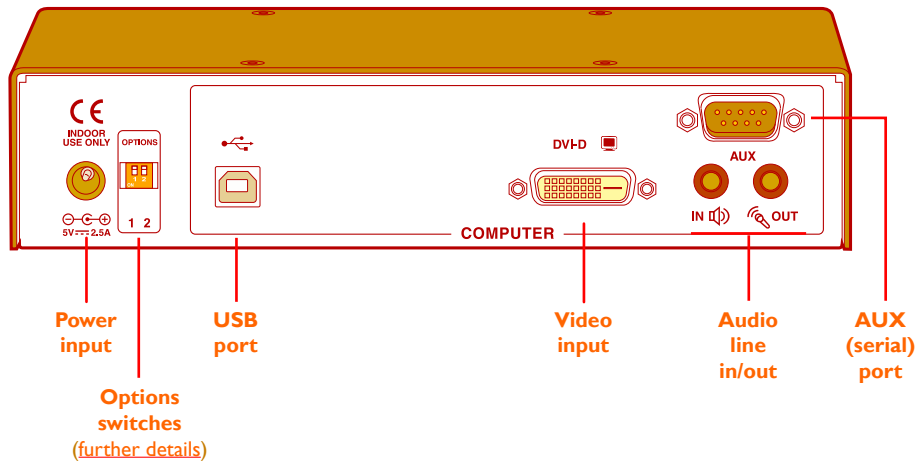 CE
INDOOR
USE ONLY
OPTIONS
1 2
ON
1 2
5V 2.5A
DVI-D
AUX
IN
OUT
COMPUTER
Power
input
USB
port
Video
input
Audio
line
in/out
AUX
(serial)
port
Options
switches
(further details)